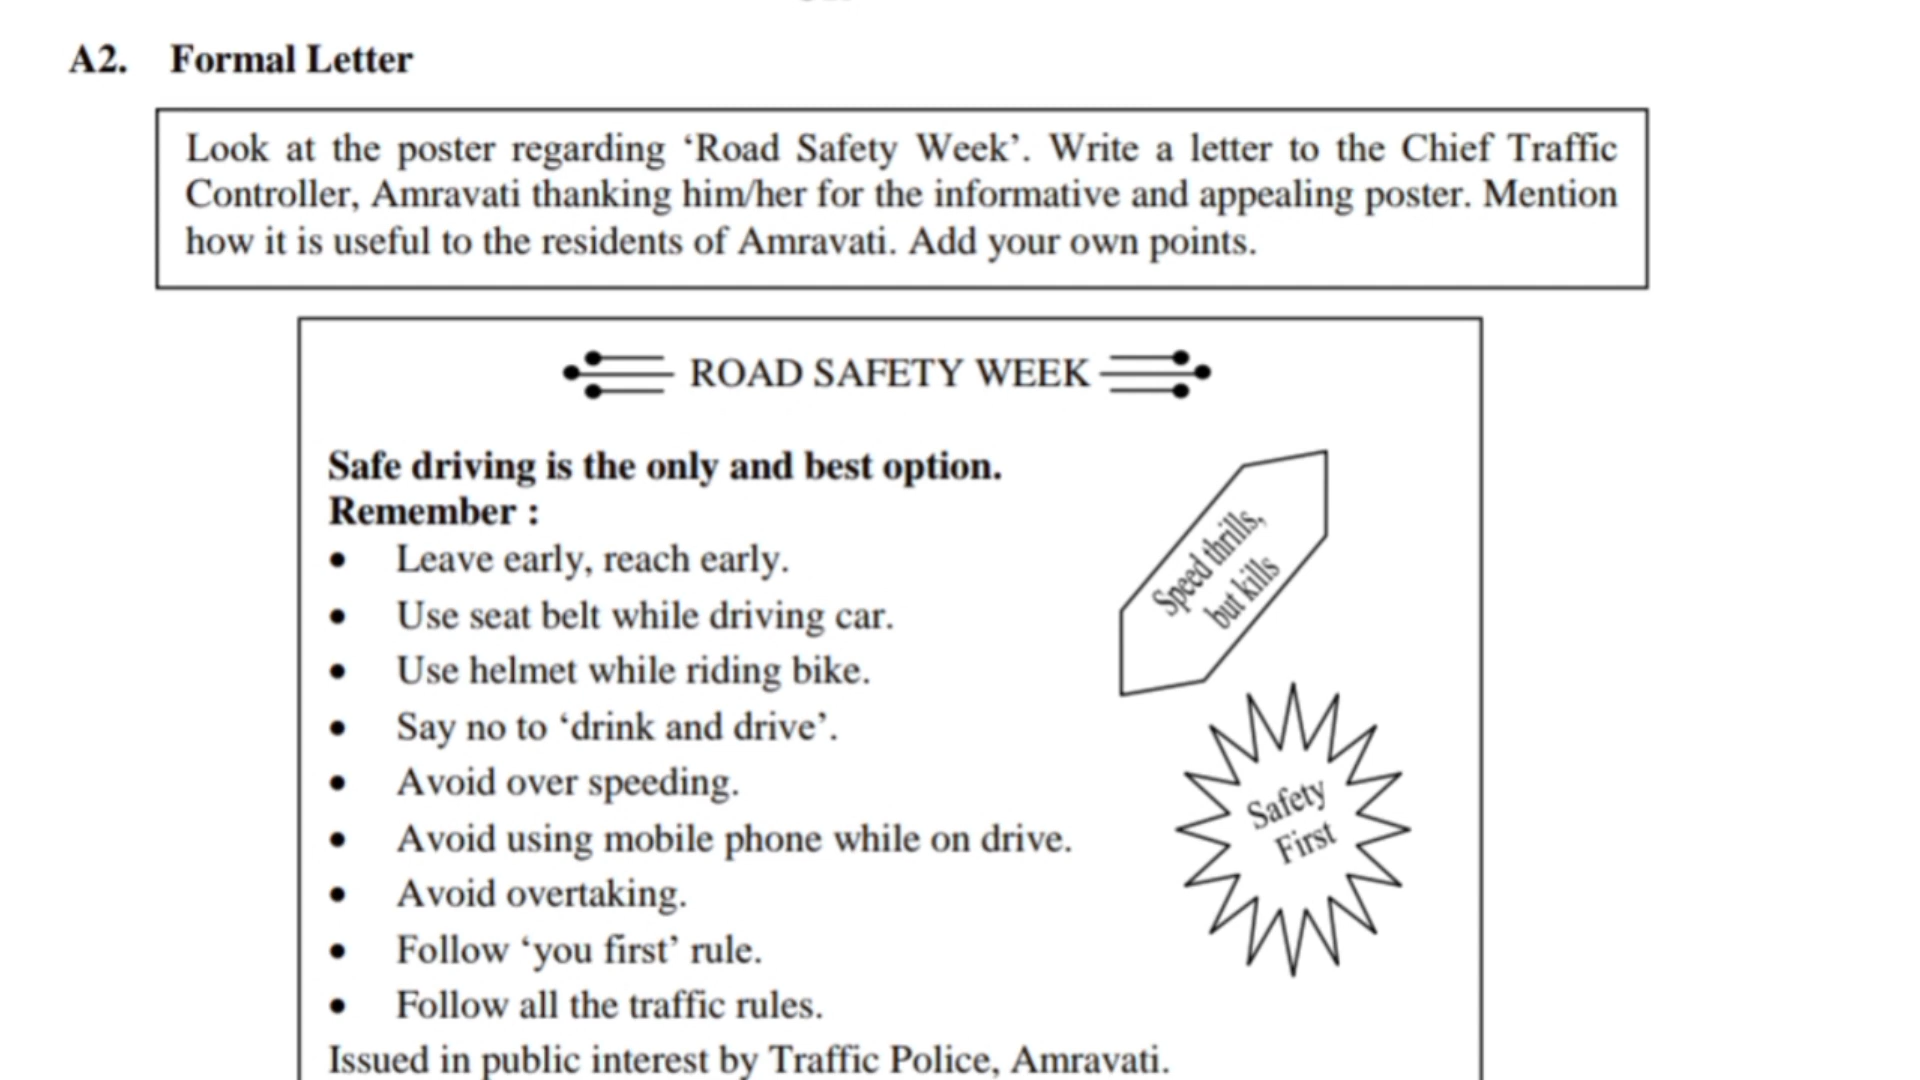 A2. Formal Letter
Look at the poster regarding ‘Road Safety Week’. Write a letter to the Chief Traffic
Controller, Amravati thanking him/her for the informative and appealing poster. Mention
how it is useful to the residents of Amravati. Add your own points.
ROAD SAFETY WEEK
Safe driving is the only and best option.
Remember :
• Leave early, reach early.
• Use seat belt while driving car.
• Use helmet while riding bike.
• Say no to ‘drink and drive’.
• Avoid over speeding.
• Avoid using mobile phone while on drive.
• Avoid overtaking.
• Follow ‘you first’ rule.
• Follow all the traffic rules.
Issued in public interest by Traffic Police, Amravati.
Speed thrills,
but kills
Safety
First